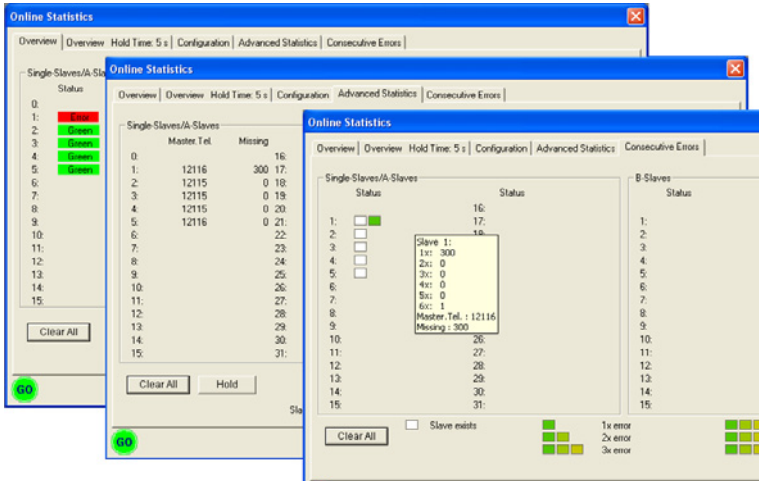 Online Statistics
Overview Overview Hold Time: 5 s Configuration Advanced Statistics Consecutive Errors
Single-Slaves/A-Sla
Status
0:
1: Error
2: Green
3: Green
4: Green
5: Green
6:
7:
8:
9:
10:
11:
12:
13:
14:
15:
Clear All
GO
Online Statistics
Overview Overview Hold Time: 5 s Configuration Advanced Statistics Consecutive Errors
Single-Slaves/A-Slaves
Master.Tel. Missing
0: 16:
1: 12116 300 17:
2: 12115 0 18:
3: 12115 0 19:
4: 12115 0 20:
5: 12116 0 21:
6: 22:
7: 23:
8: 24:
9: 25:
10: 26:
11: 27:
12: 28:
13: 29:
14: 30:
15: 31:
Clear All Hold
Sla
GO
Online Statistics
Overview Overview Hold Time: 5 s Configuration Advanced Statistics Consecutive Errors
Single-Slaves/A-Slaves B-Slaves
Status Status Status
16:
1: 17: 1:
2: 18: 2:
3: 3:
4: 4:
5: 5:
6: 6:
7: 7:
8: 8:
9: 9:
10: 26: 10:
11: 27: 11:
12: 28: 12:
13: 29: 13:
14: 30: 14:
15: 31: 15:
Slave 1:
1x: 300
2x: 0
3x: 0
4x: 0
5x: 0
6x: 1
Master.Tel. : 12116
Missing : 300
Clear All
Slave exists 1x error
2x error
3x error